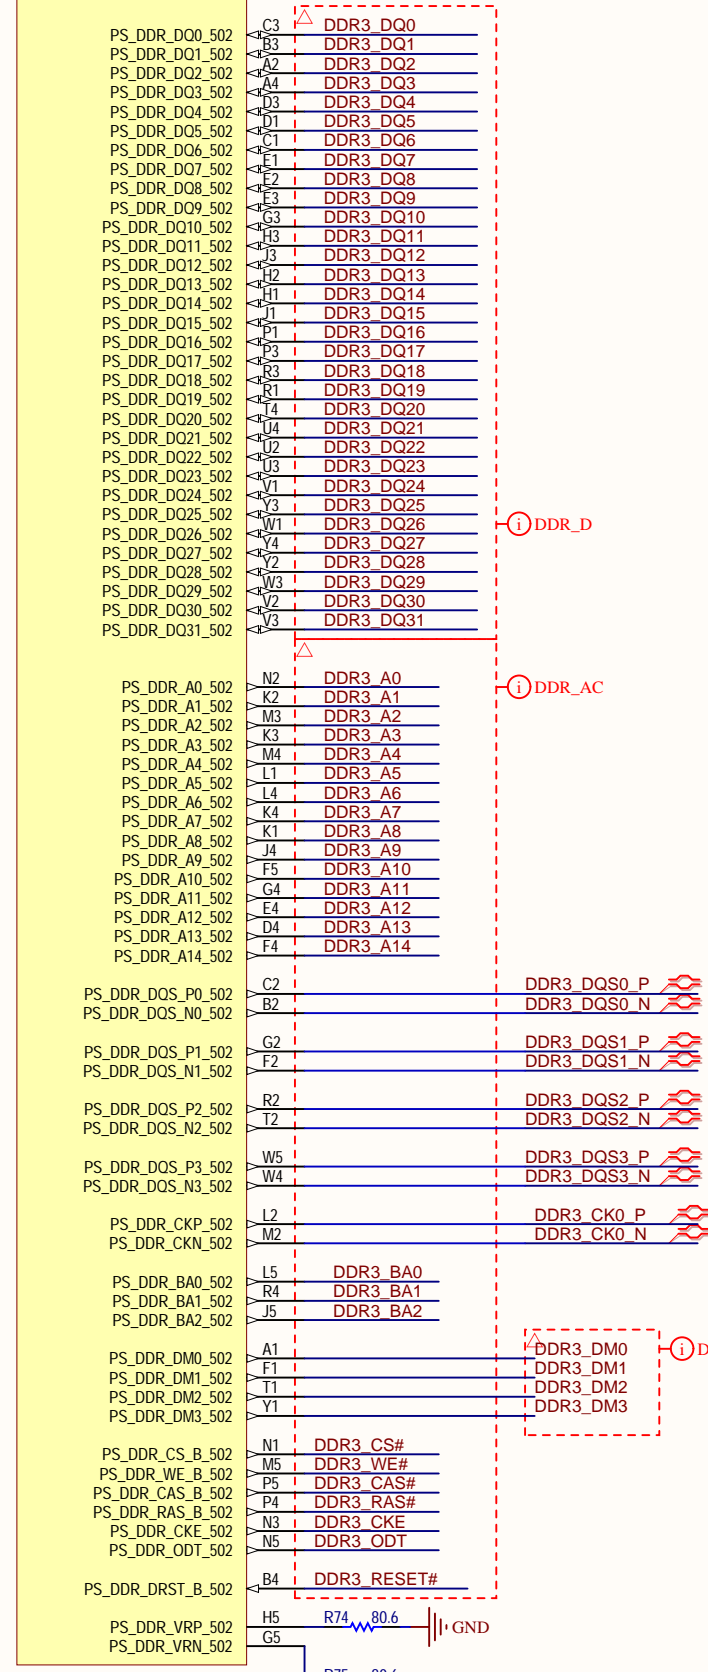 PS_DDR_DQ0_502 C3 DDR3_DQ0
PS_DDR_DQ1_502 B3 DDR3_DQ1
PS_DDR_DQ2_502 A2 DDR3_DQ2
PS_DDR_DQ3_502 A4 DDR3_DQ3
PS_DDR_DQ4_502 D3 DDR3_DQ4
PS_DDR_DQ5_502 D1 DDR3_DQ5
PS_DDR_DQ6_502 C1 DDR3_DQ6
PS_DDR_DQ7_502 E1 DDR3_DQ7
PS_DDR_DQ8_502 E2 DDR3_DQ8
PS_DDR_DQ9_502 E3 DDR3_DQ9
PS_DDR_DQ10_502 G3 DDR3_DQ10
PS_DDR_DQ11_502 H3 DDR3_DQ11
PS_DDR_DQ12_502 J3 DDR3_DQ12
PS_DDR_DQ13_502 H2 DDR3_DQ13
PS_DDR_DQ14_502 H1 DDR3_DQ14
PS_DDR_DQ15_502 J1 DDR3_DQ15
PS_DDR_DQ16_502 P1 DDR3_DQ16
PS_DDR_DQ17_502 P3 DDR3_DQ17
PS_DDR_DQ18_502 R3 DDR3_DQ18
PS_DDR_DQ19_502 R1 DDR3_DQ19
PS_DDR_DQ20_502 T4 DDR3_DQ20
PS_DDR_DQ21_502 U4 DDR3_DQ21
PS_DDR_DQ22_502 U2 DDR3_DQ22
PS_DDR_DQ23_502 U3 DDR3_DQ23
PS_DDR_DQ24_502 V1 DDR3_DQ24
PS_DDR_DQ25_502 Y3 DDR3_DQ25
PS_DDR_DQ26_502 W1 DDR3_DQ26 i DDR_D
PS_DDR_DQ27_502 Y4 DDR3_DQ27
PS_DDR_DQ28_502 Y2 DDR3_DQ28
PS_DDR_DQ29_502 W3 DDR3_DQ29
PS_DDR_DQ30_502 V2 DDR3_DQ30
PS_DDR_DQ31_502 V3 DDR3_DQ31
PS_DDR_A0_502 N2 DDR3_A0 i DDR_AC
PS_DDR_A1_502 K2 DDR3_A1
PS_DDR_A2_502 M3 DDR3_A2
PS_DDR_A3_502 K3 DDR3_A3
PS_DDR_A4_502 M4 DDR3_A4
PS_DDR_A5_502 L1 DDR3_A5
PS_DDR_A6_502 L4 DDR3_A6
PS_DDR_A7_502 K4 DDR3_A7
PS_DDR_A8_502 K1 DDR3_A8
PS_DDR_A9_502 J4 DDR3_A9
PS_DDR_A10_502 F5 DDR3_A10
PS_DDR_A11_502 G4 DDR3_A11
PS_DDR_A12_502 E4 DDR3_A12
PS_DDR_A13_502 D4 DDR3_A13
PS_DDR_A14_502 F4 DDR3_A14
PS_DDR_DQS_P0_502 C2 DDR3_DQS0_P
PS_DDR_DQS_N0_502 B2 DDR3_DQS0_N
PS_DDR_DQS_P1_502 G2 DDR3_DQS1_P
PS_DDR_DQS_N1_502 F2 DDR3_DQS1_N
PS_DDR_DQS_P2_502 R2 DDR3_DQS2_P
PS_DDR_DQS_N2_502 T2 DDR3_DQS2_N
PS_DDR_DQS_P3_502 W5 DDR3_DQS3_P
PS_DDR_DQS_N3_502 W4 DDR3_DQS3_N
PS_DDR_CKP_502 L2 DDR3_CK0_P
PS_DDR_CKN_502 M2 DDR3_CK0_N
PS_DDR_BA0_502 L5 DDR3_BA0
PS_DDR_BA1_502 R4 DDR3_BA1
PS_DDR_BA2_502 J5 DDR3_BA2
PS_DDR_DM0_502 A1 DDR3_DM0 i D
PS_DDR_DM1_502 F1 DDR3_DM1
PS_DDR_DM2_502 T1 DDR3_DM2
PS_DDR_DM3_502 Y1 DDR3_DM3
PS_DDR_CS_B_502 N1 DDR3_CS#
PS_DDR_WE_B_502 M5 DDR3_WE#
PS_DDR_CAS_B_502 P5 DDR3_CAS#
PS_DDR_RAS_B_502 P4 DDR3_RAS#
PS_DDR_CKE_502 N3 DDR3_CKE
PS_DDR_ODT_502 N5 DDR3_ODT
PS_DDR_DRST_B_502 B4 DDR3_RESET#
PS_DDR_VRP_502 H5 R74 80.6 GND
PS_DDR_VRN_502 G5